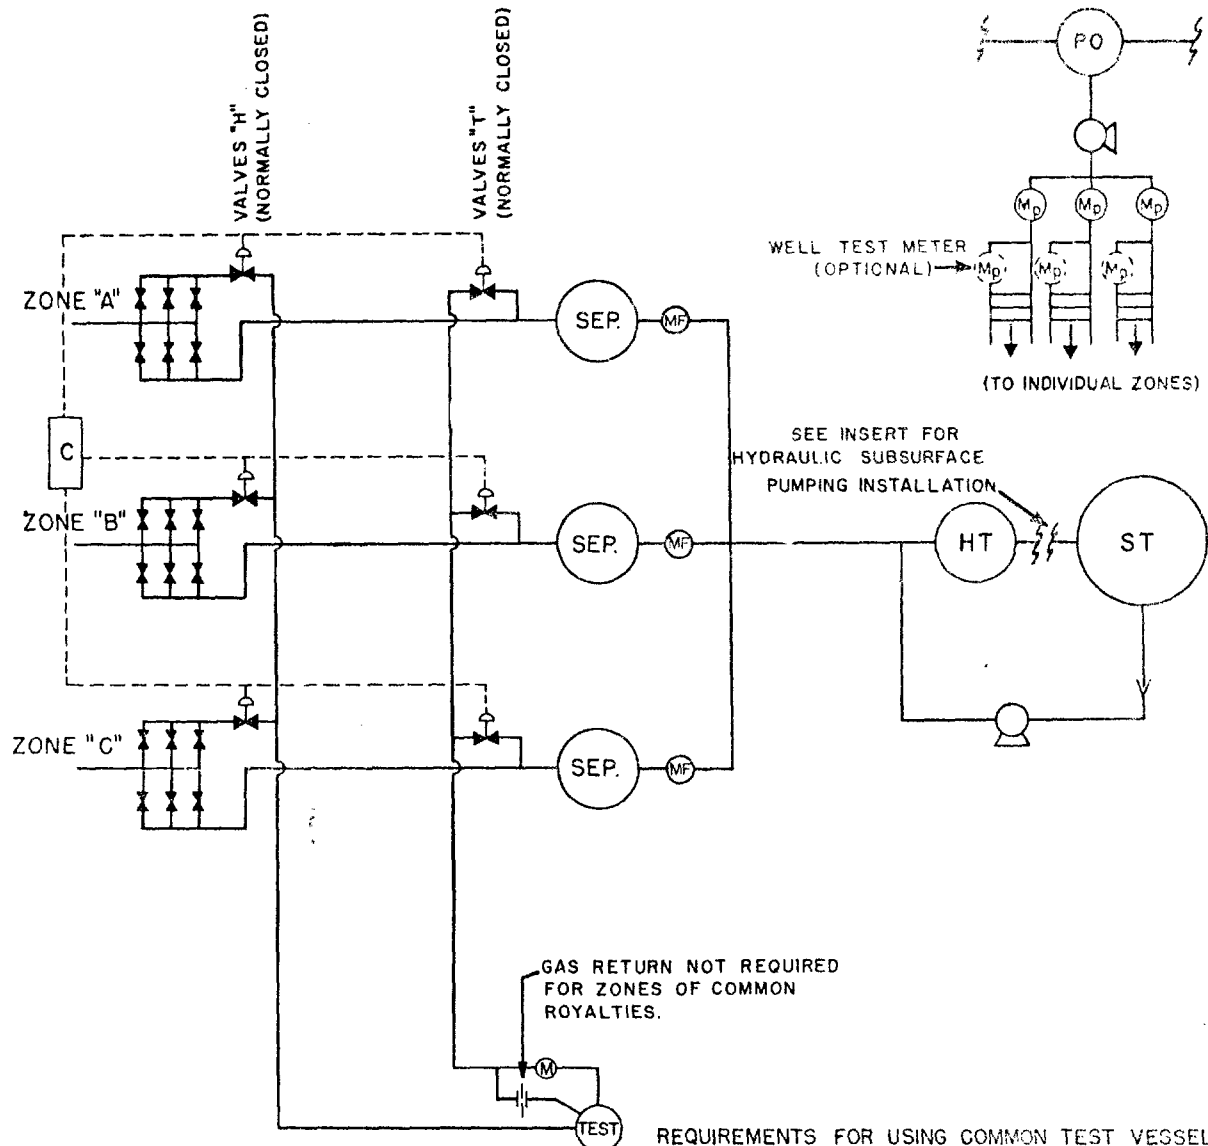 VALVES "H"
(NORMALLY CLOSED)
VALVES "T"
(NORMALLY CLOSED)
PO
Mp
Mp
Mp
WELL TEST METER
(OPTIONAL)
Mp
Mp
Mp
(TO INDIVIDUAL ZONES)
ZONE "A"
SEP.
MF
C
SEE INSERT FOR
HYDRAULIC SUBSURFACE
PUMPING INSTALLATION
ZONE "B"
SEP.
MF
HT
ST
ZONE "C"
SEP.
MF
GAS RETURN NOT REQUIRED
FOR ZONES OF COMMON
ROYALTIES.
M
TEST
REQUIREMENTS FOR USING COMMON TEST VESSEL